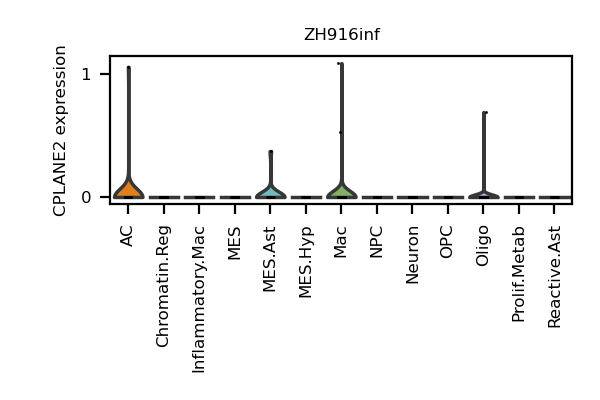 ZH916inf
CPLANE2 expression
1
0
AC
Chromatin.Reg
Inflammatory.Mac
MES
MES.Ast
MES.Hyp
Mac
NPC
Neuron
OPC
Oligo
Prolif.Metab
Reactive.Ast